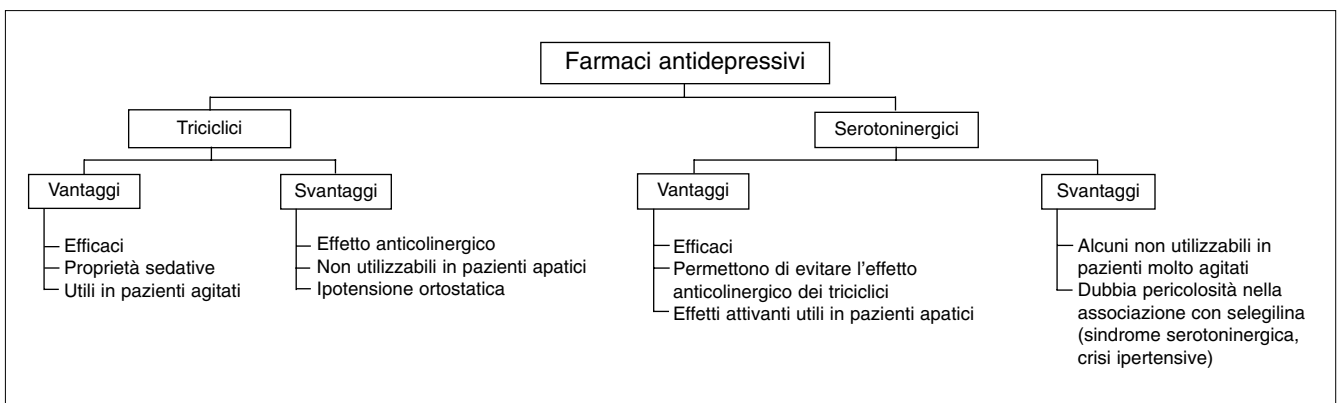 Farmaci antidepressivi
Triciclici
Serotoninergici
Vantaggi
Svantaggi
Vantaggi
Svantaggi
Efficaci
Proprietà sedative
Utili in pazienti agitati
Effetto anticolinergico
Non utilizzabili in pazienti apatici
Ipotensione ortostatica
Efficaci
Permettono di evitare l'effetto
anticolinergico dei triciclici
Effetti attivanti utili in pazienti apatici
Alcuni non utilizzabili in
pazienti molto agitati
Dubbia pericolosità nella
associazione con selegilina
(sindrome serotoninergica,
crisi ipertensive)